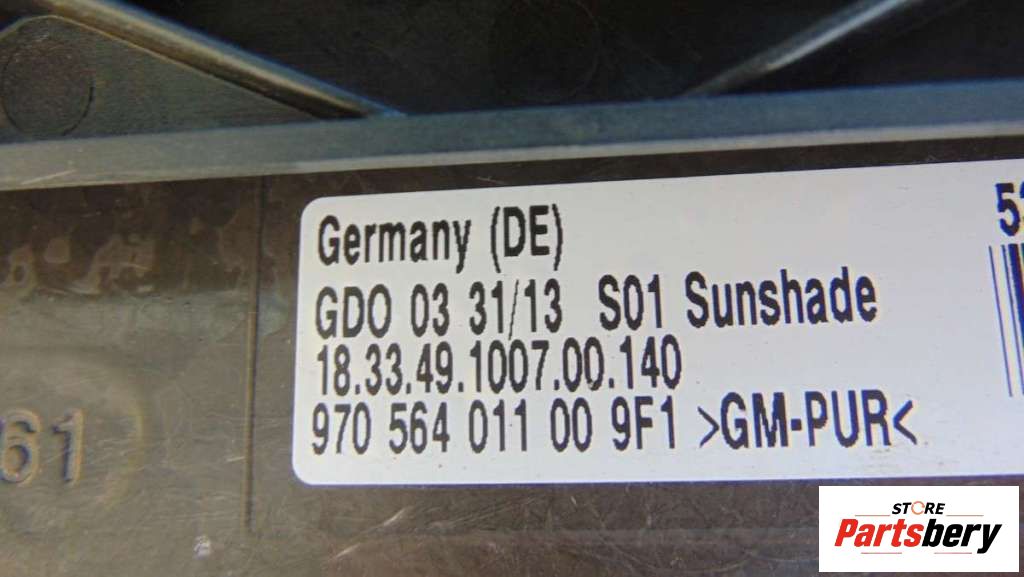 Germany (DE)
GDO 03 31/13 S01 Sunshade
18.33.49.1007.00.140
970 564 011 00 9F1 >GM-PUR<
61
STORE
Partsbery